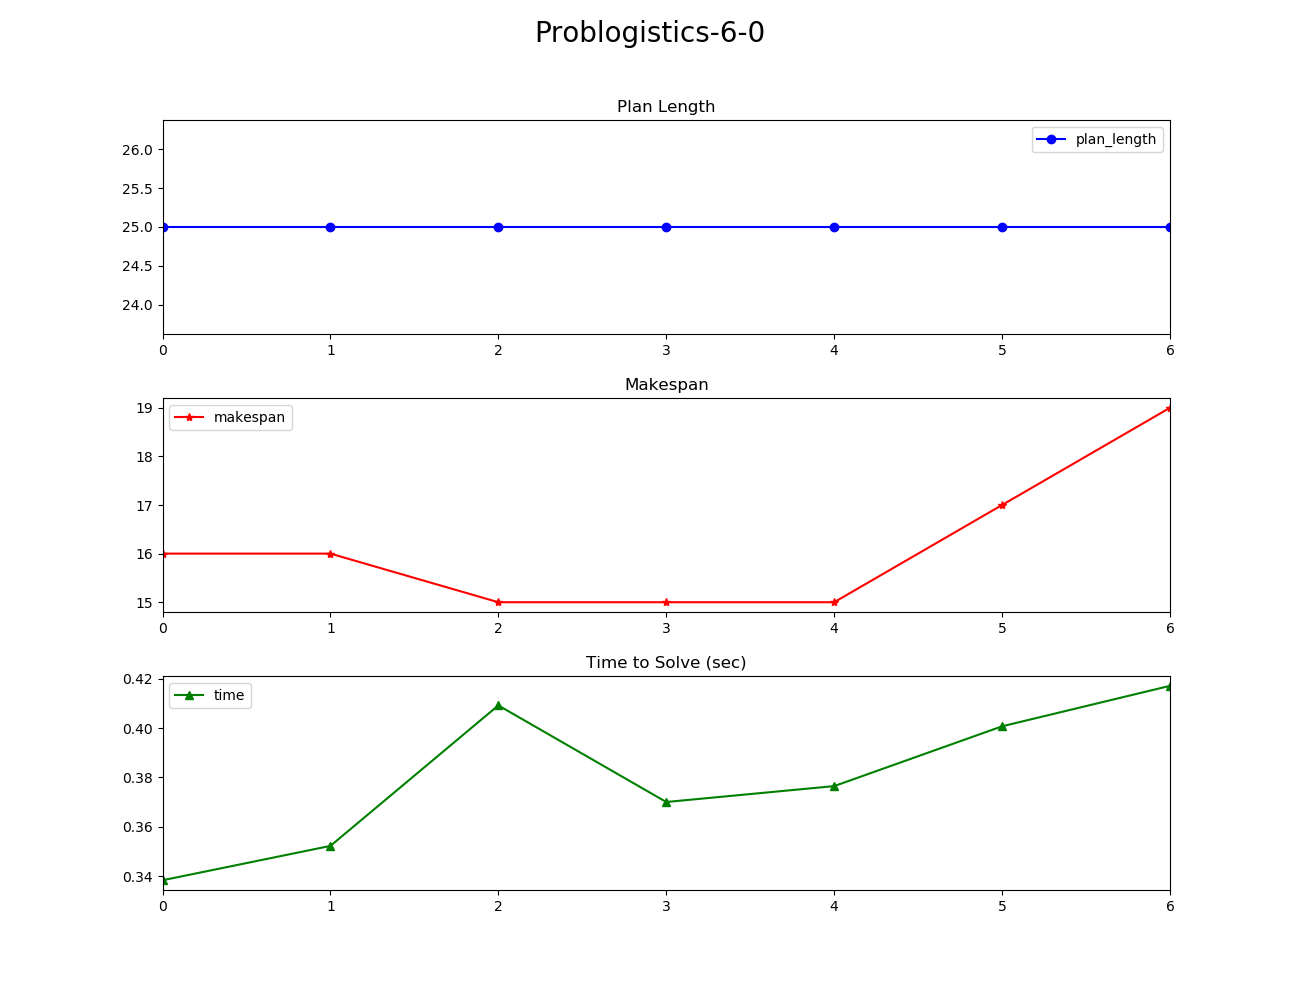 Problogistics-6-0
Plan Length
plan_length
26.0
25.5
25.0
24.5
24.0
0 1 2 3 4 5 6
Makespan
makespan
19
18
17
16
15
0 1 2 3 4 5 6
Time to Solve (sec)
time
0.42
0.40
0.38
0.36
0.34
0 1 2 3 4 5 6